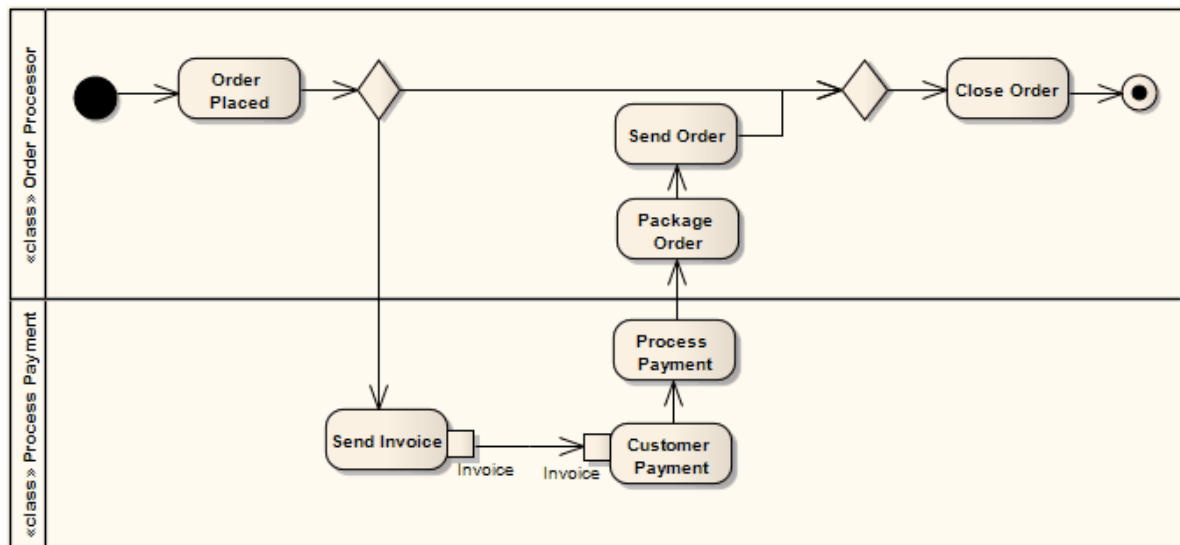 «class» Order Processor
Order
Placed
Close Order
Send Order
Package
Order
«class» Process Payment
Process
Payment
Send Invoice
Invoice
Invoice
Customer
Payment